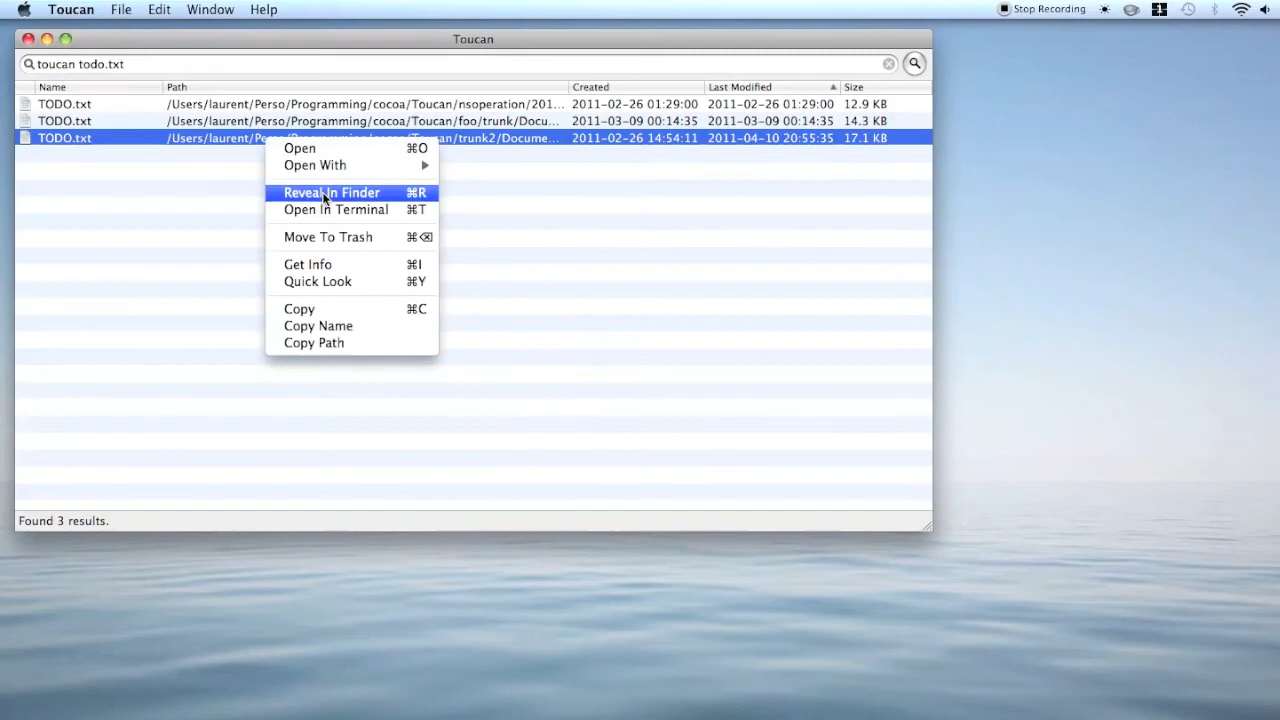 Toucan File Edit Window Help Stop Recording 1
Toucan
toucan todo.txt
Name Path Created Last Modified Size
TODO.txt /Users/laurent/Perso/Programming/cocoa/Toucan/nsoperation/201... 2011-02-26 01:29:00 2011-02-26 01:29:00 12.9 KB
TODO.txt /Users/laurent/Perso/Programming/cocoa/Toucan/foo/trunk/Docu... 2011-03-09 00:14:35 2011-03-09 00:14:35 14.3 KB
TODO.txt /Users/laurent/Perso/Programming/cocoa/Toucan/trunk2/Docume... 2011-02-26 14:54:11 2011-04-10 20:55:35 17.1 KB
Open ⌘O
Open With
Reveal In Finder ⌘R
Open In Terminal ⌘T
Move To Trash ⌘⌫
Get Info ⌘I
Quick Look ⌘Y
Copy ⌘C
Copy Name
Copy Path
Found 3 results.